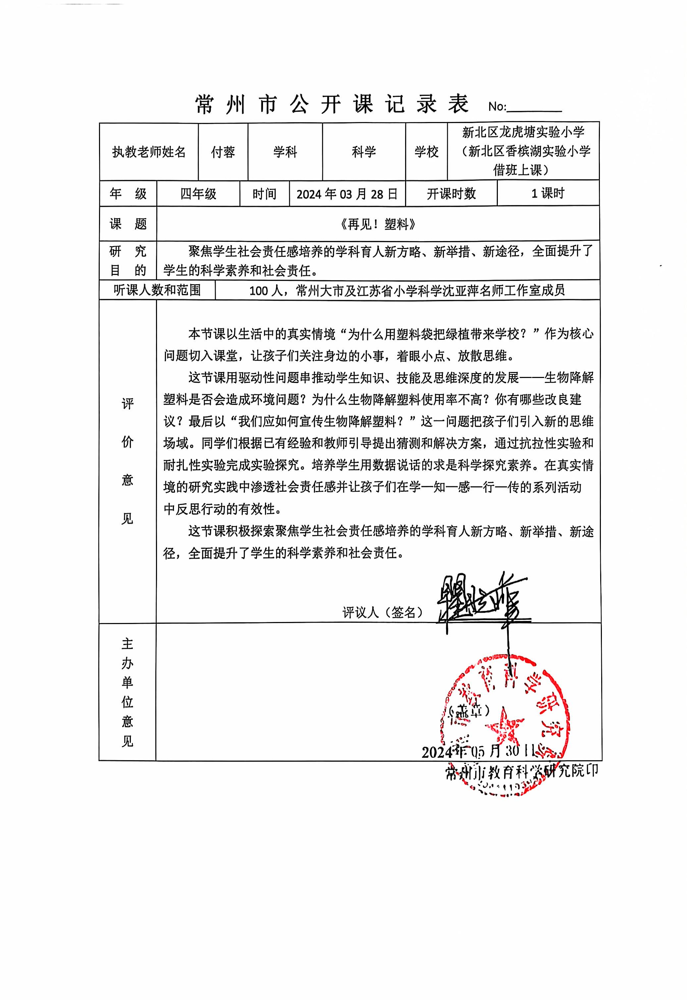 常州市公开课记录表 No:
执教老师姓名 付蓉 学科 科学 学校 新北区龙虎塘实验小学
（新北区香槟湖实验小学
借班上课）
年 级 四年级 时间 2024 年 03 月 28 日 开课时数 1 课时
课 题 《再见！塑料》
研 究
目 的
聚焦学生社会责任感培养的学科育人新方略、新举措、新途径，全面提升了
学生的科学素养和社会责任。
听课人数和范围 100 人，常州大市及江苏省小学科学沈亚萍名师工作室成员
评
价
意
见
本节课以生活中的真实情境“为什么用塑料袋把绿植带来学校？”作为核心
问题切入课堂，让孩子们关注身边的小事，着眼小点、放散思维。
这节课用驱动性问题串推动学生知识、技能及思维深度的发展——生物降解
塑料是否会造成环境问题？为什么生物降解塑料使用率不高？你有哪些改良建
议？最后以“我们应如何宣传生物降解塑料？”这一问题把孩子们引入新的思维
场域。同学们根据已有经验和教师引导提出猜测和解决方案，通过抗拉性实验和
耐扎性实验完成实验探究。培养学生用数据说话的求是科学探究素养。在真实情
境的研究实践中渗透社会责任感并让孩子们在学—知—感—行—传的系列活动
中反思行动的有效性。
这节课积极探索聚焦学生社会责任感培养的学科育人新方略、新举措、新途
径，全面提升了学生的科学素养和社会责任。
评议人（签名）
主
办
单
位
意
见
（盖章）
2024年05月30日
常州市教育科学研究院印